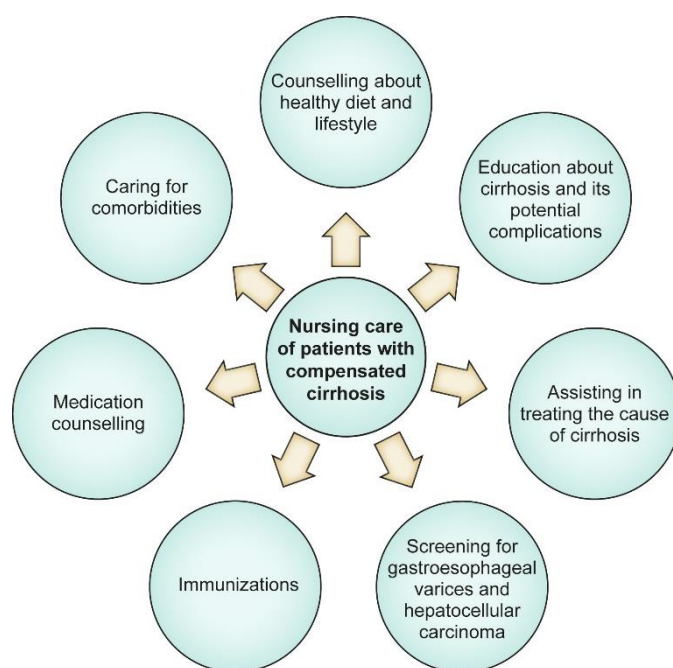 Counselling about
healthy diet and
lifestyle
Education about
cirrhosis and its
potential
complications
Assisting in
treating the cause
of cirrhosis
Screening for
gastroesophageal
varices and
hepatocellular
carcinoma
Immunizations
Medication
counselling
Caring for
comorbidities
Nursing care
of patients with
compensated
cirrhosis